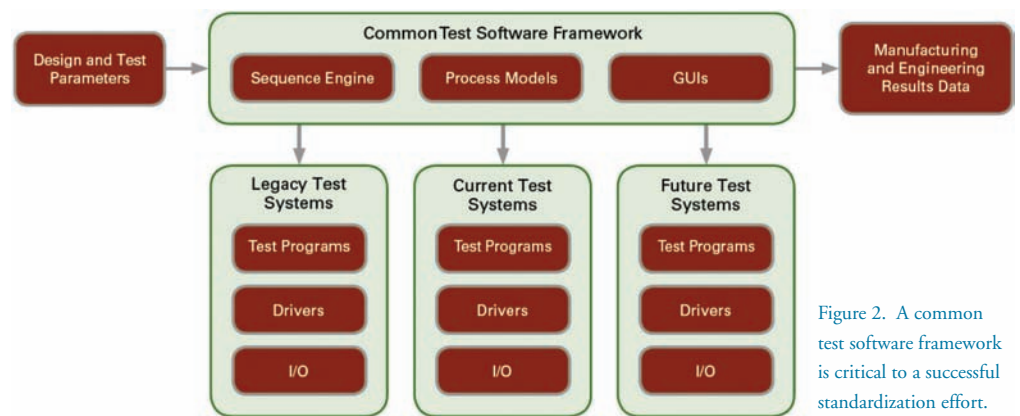 Common Test Software Framework
Design and Test
Parameters
Sequence Engine
Process Models
GUIs
Manufacturing
and Engineering
Results Data
Legacy Test
Systems
Test Programs
Drivers
I/O
Current Test
Systems
Test Programs
Drivers
I/O
Future Test
Systems
Test Programs
Drivers
I/O
Figure 2. A common
test software framework
is critical to a successful
standardization effort.